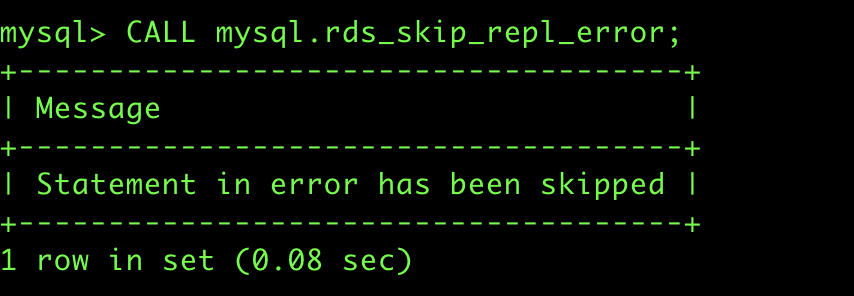 mysql> CALL mysql.rds_skip_repl_error;
+-------------------------------------+
| Message                             |
+-------------------------------------+
| Statement in error has been skipped |
+-------------------------------------+
1 row in set (0.08 sec)